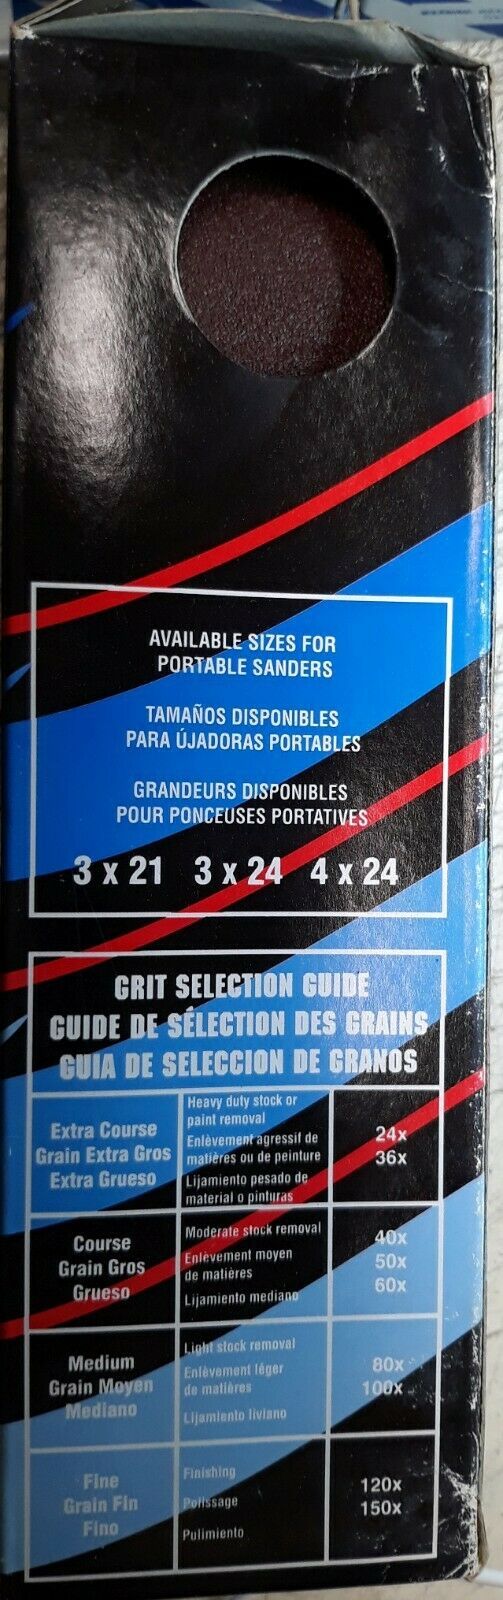 AVAILABLE SIZES FOR
PORTABLE SANDERS
TAMAÑOS DISPONIBLES
PARA ÚJADORAS PORTABLES
GRANDEURS DISPONIBLES
POUR PONCEUSES PORTATIVES
3 x 21 3 x 24 4 x 24
GRIT SELECTION GUIDE
GUIDE DE SÉLECTION DES GRAINS
GUIA DE SELECCION DE GRANOS
Extra Course
Grain Extra Gros
Extra Grueso
Heavy duty stock or
paint removal
Enlèvement agressif de
matières ou de peinture
Lijamiento pesado de
material o pinturas
24x
36x
Course
Grain Gros
Grueso
Moderate stock removal
Enlèvement moyen
de matières
Lijamiento mediano
40x
50x
60x
Medium
Grain Moyen
Mediano
Light stock removal
Enlèvement léger
de matières
Lijamiento liviano
80x
100x
Fine
Grain Fin
Fino
Finishing
Polissage
Pulimiento
120x
150x